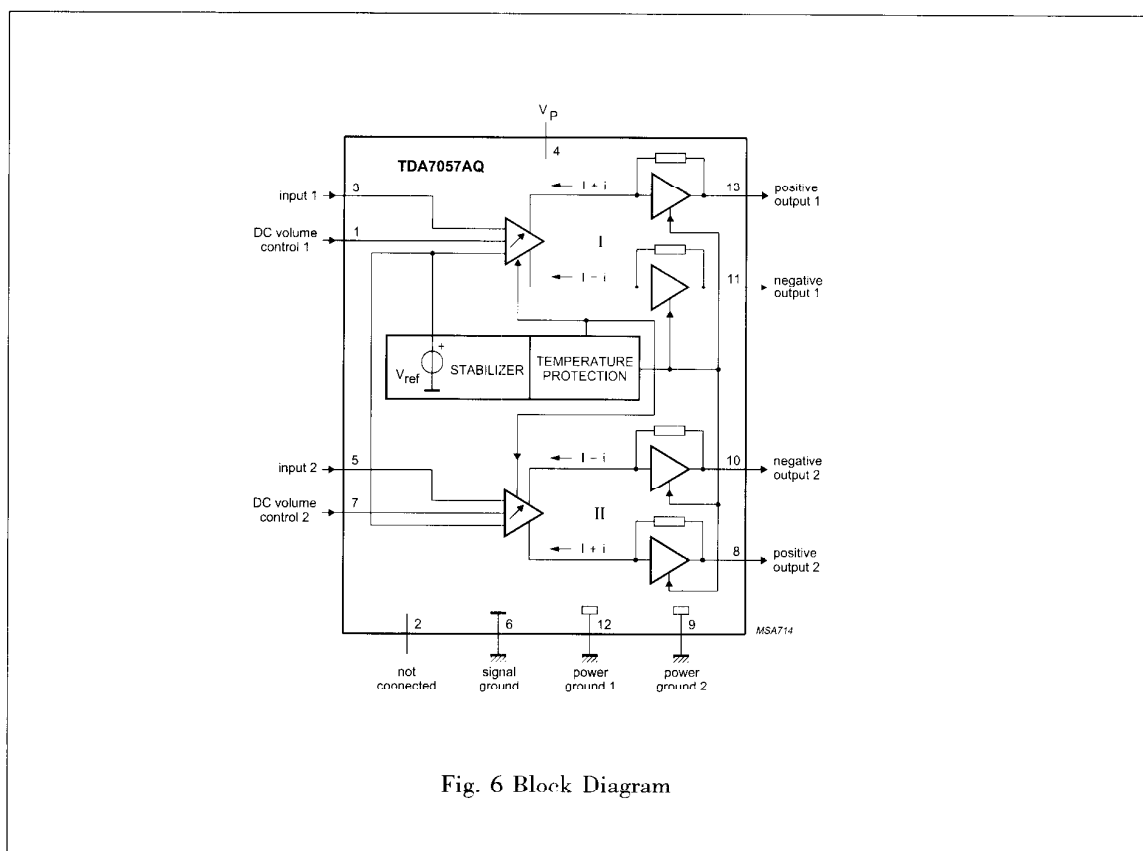 V P
4
TDA7057AQ
input 1
3
I + i
13
positive
output 1
DC volume
control 1
1
I
I − i
11
negative
output 1
+
V ref
STABILIZER
TEMPERATURE
PROTECTION
input 2
5
I − i
10
negative
output 2
DC volume
control 2
7
II
I + i
8
positive
output 2
2
6
12
9
MSA714
not
connected
signal
ground
power
ground 1
power
ground 2
Fig. 6 Block Diagram